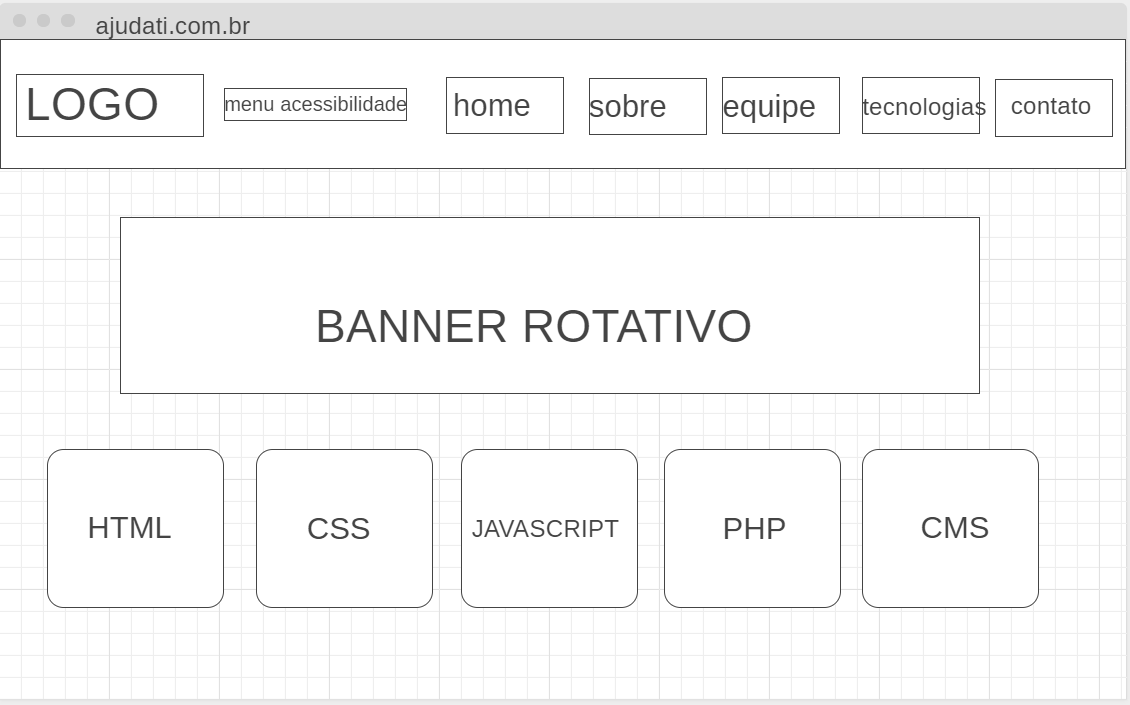 ajudati.com.br
LOGO
menu acessibilidade
home
sobre
equipe
tecnologias
contato
BANNER ROTATIVO
HTML
CSS
JAVASCRIPT
PHP
CMS